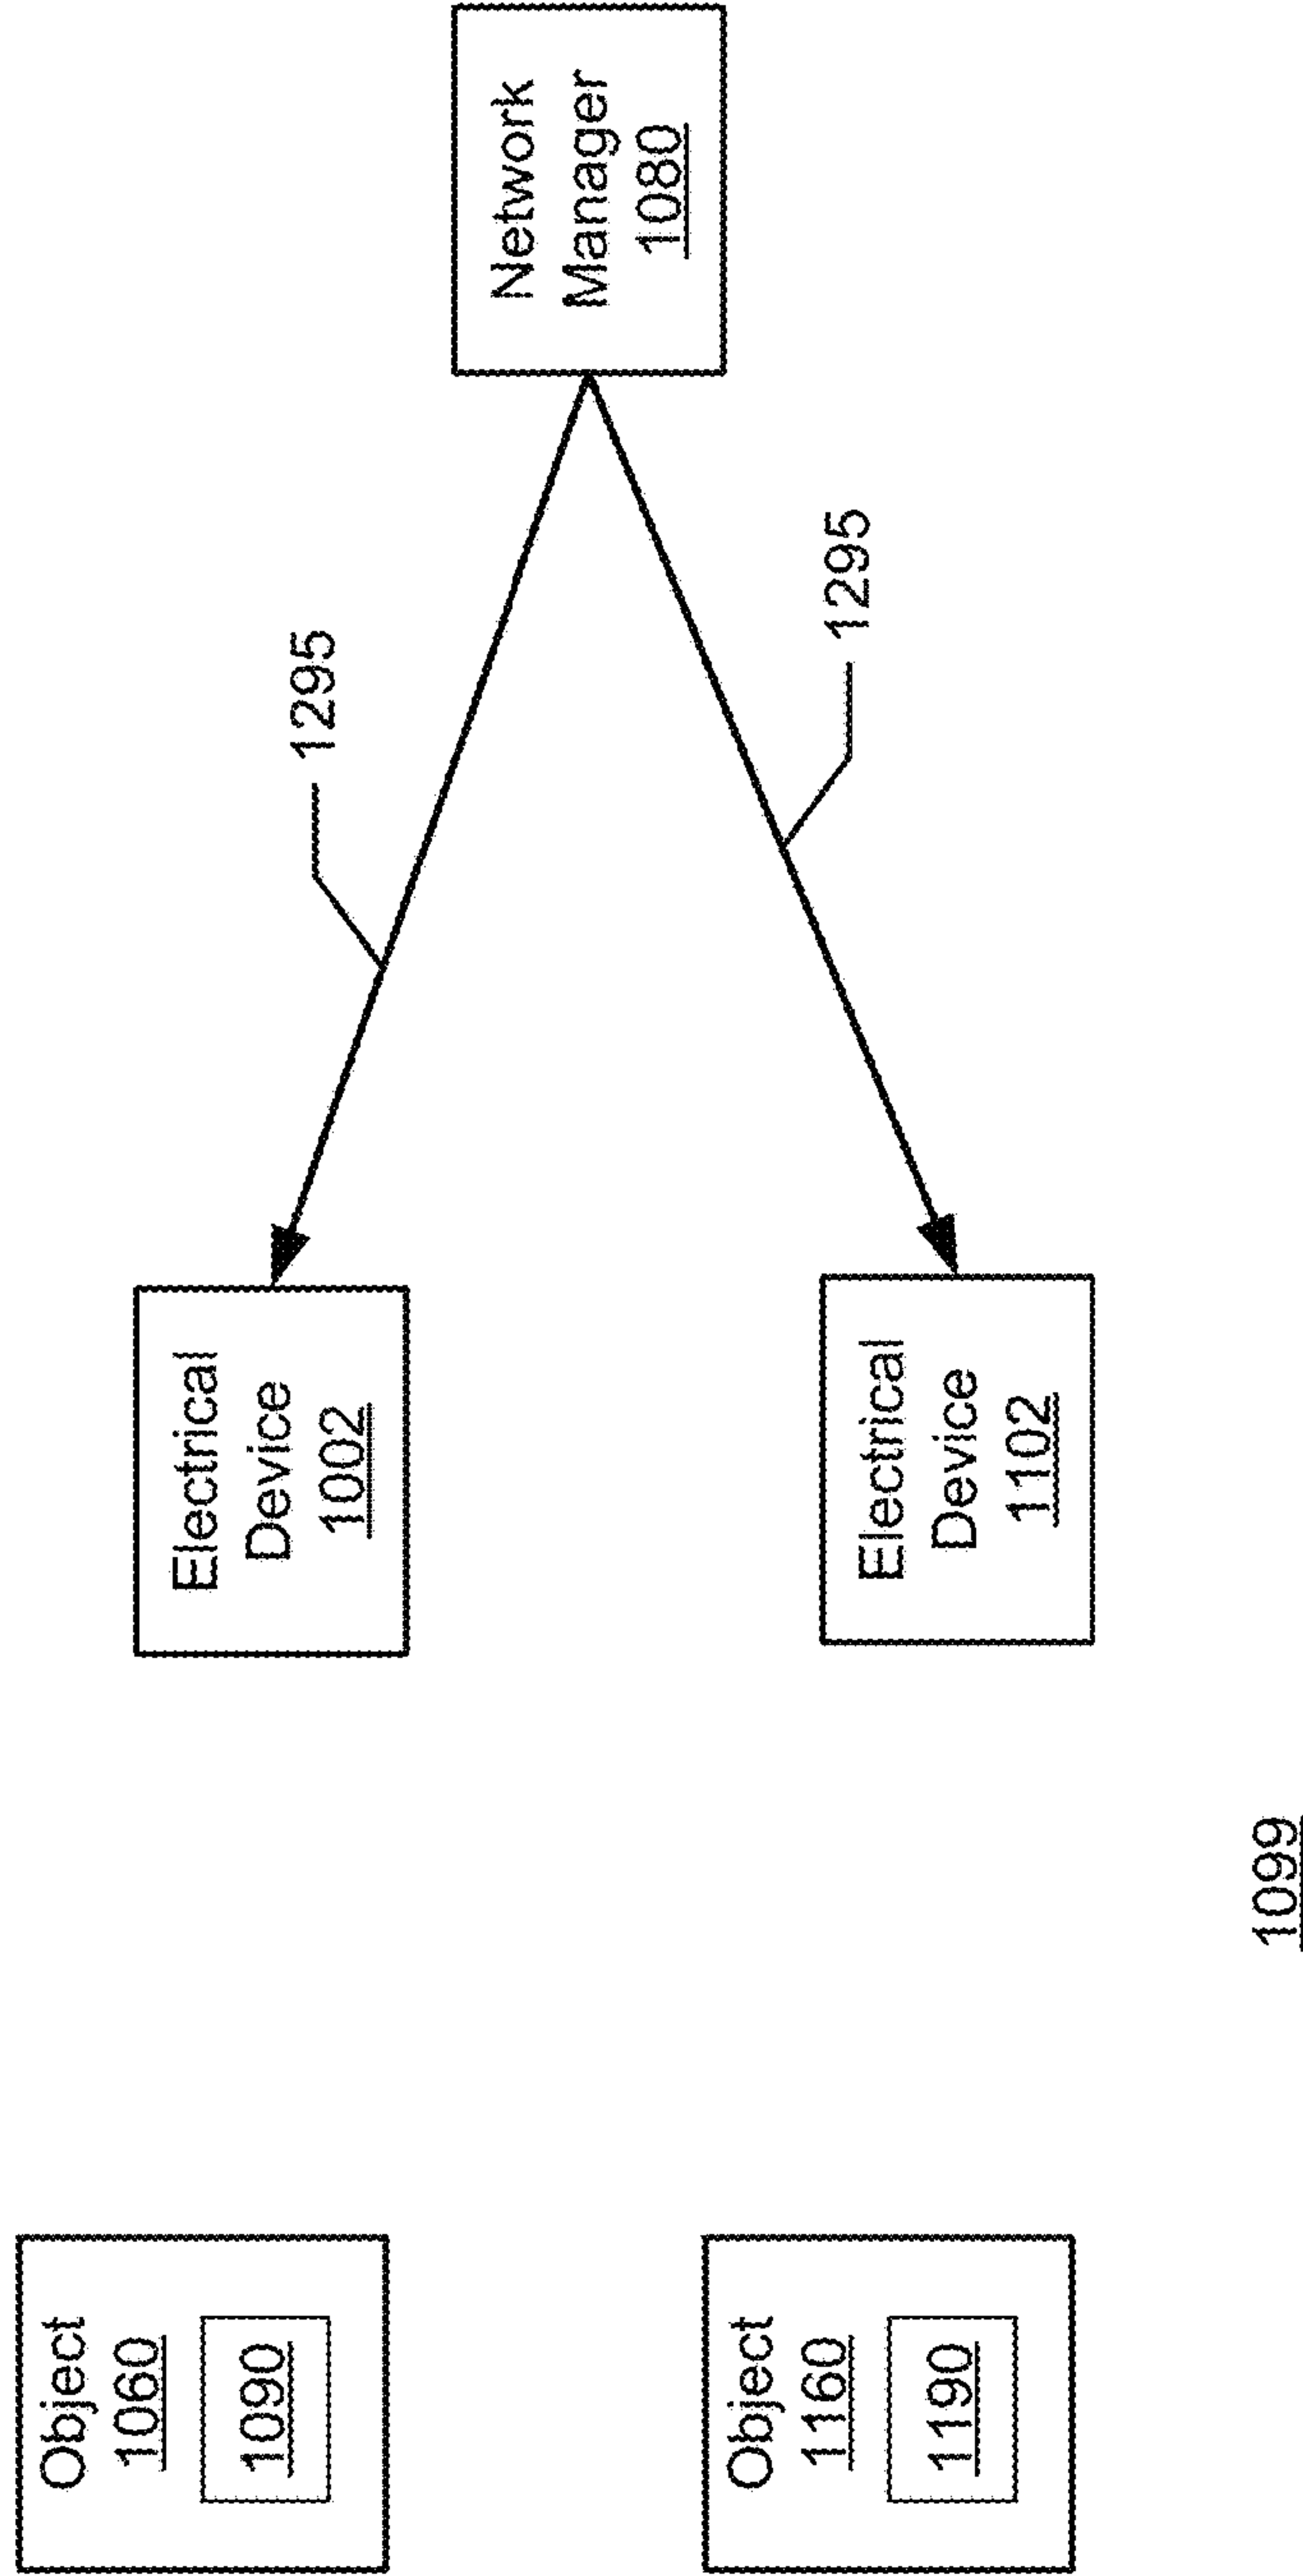 Object
1060
1090
Electrical
Device
1002
1295
Network
Manager
1080
1295
Object
1160
1190
Electrical
Device
1102
1099